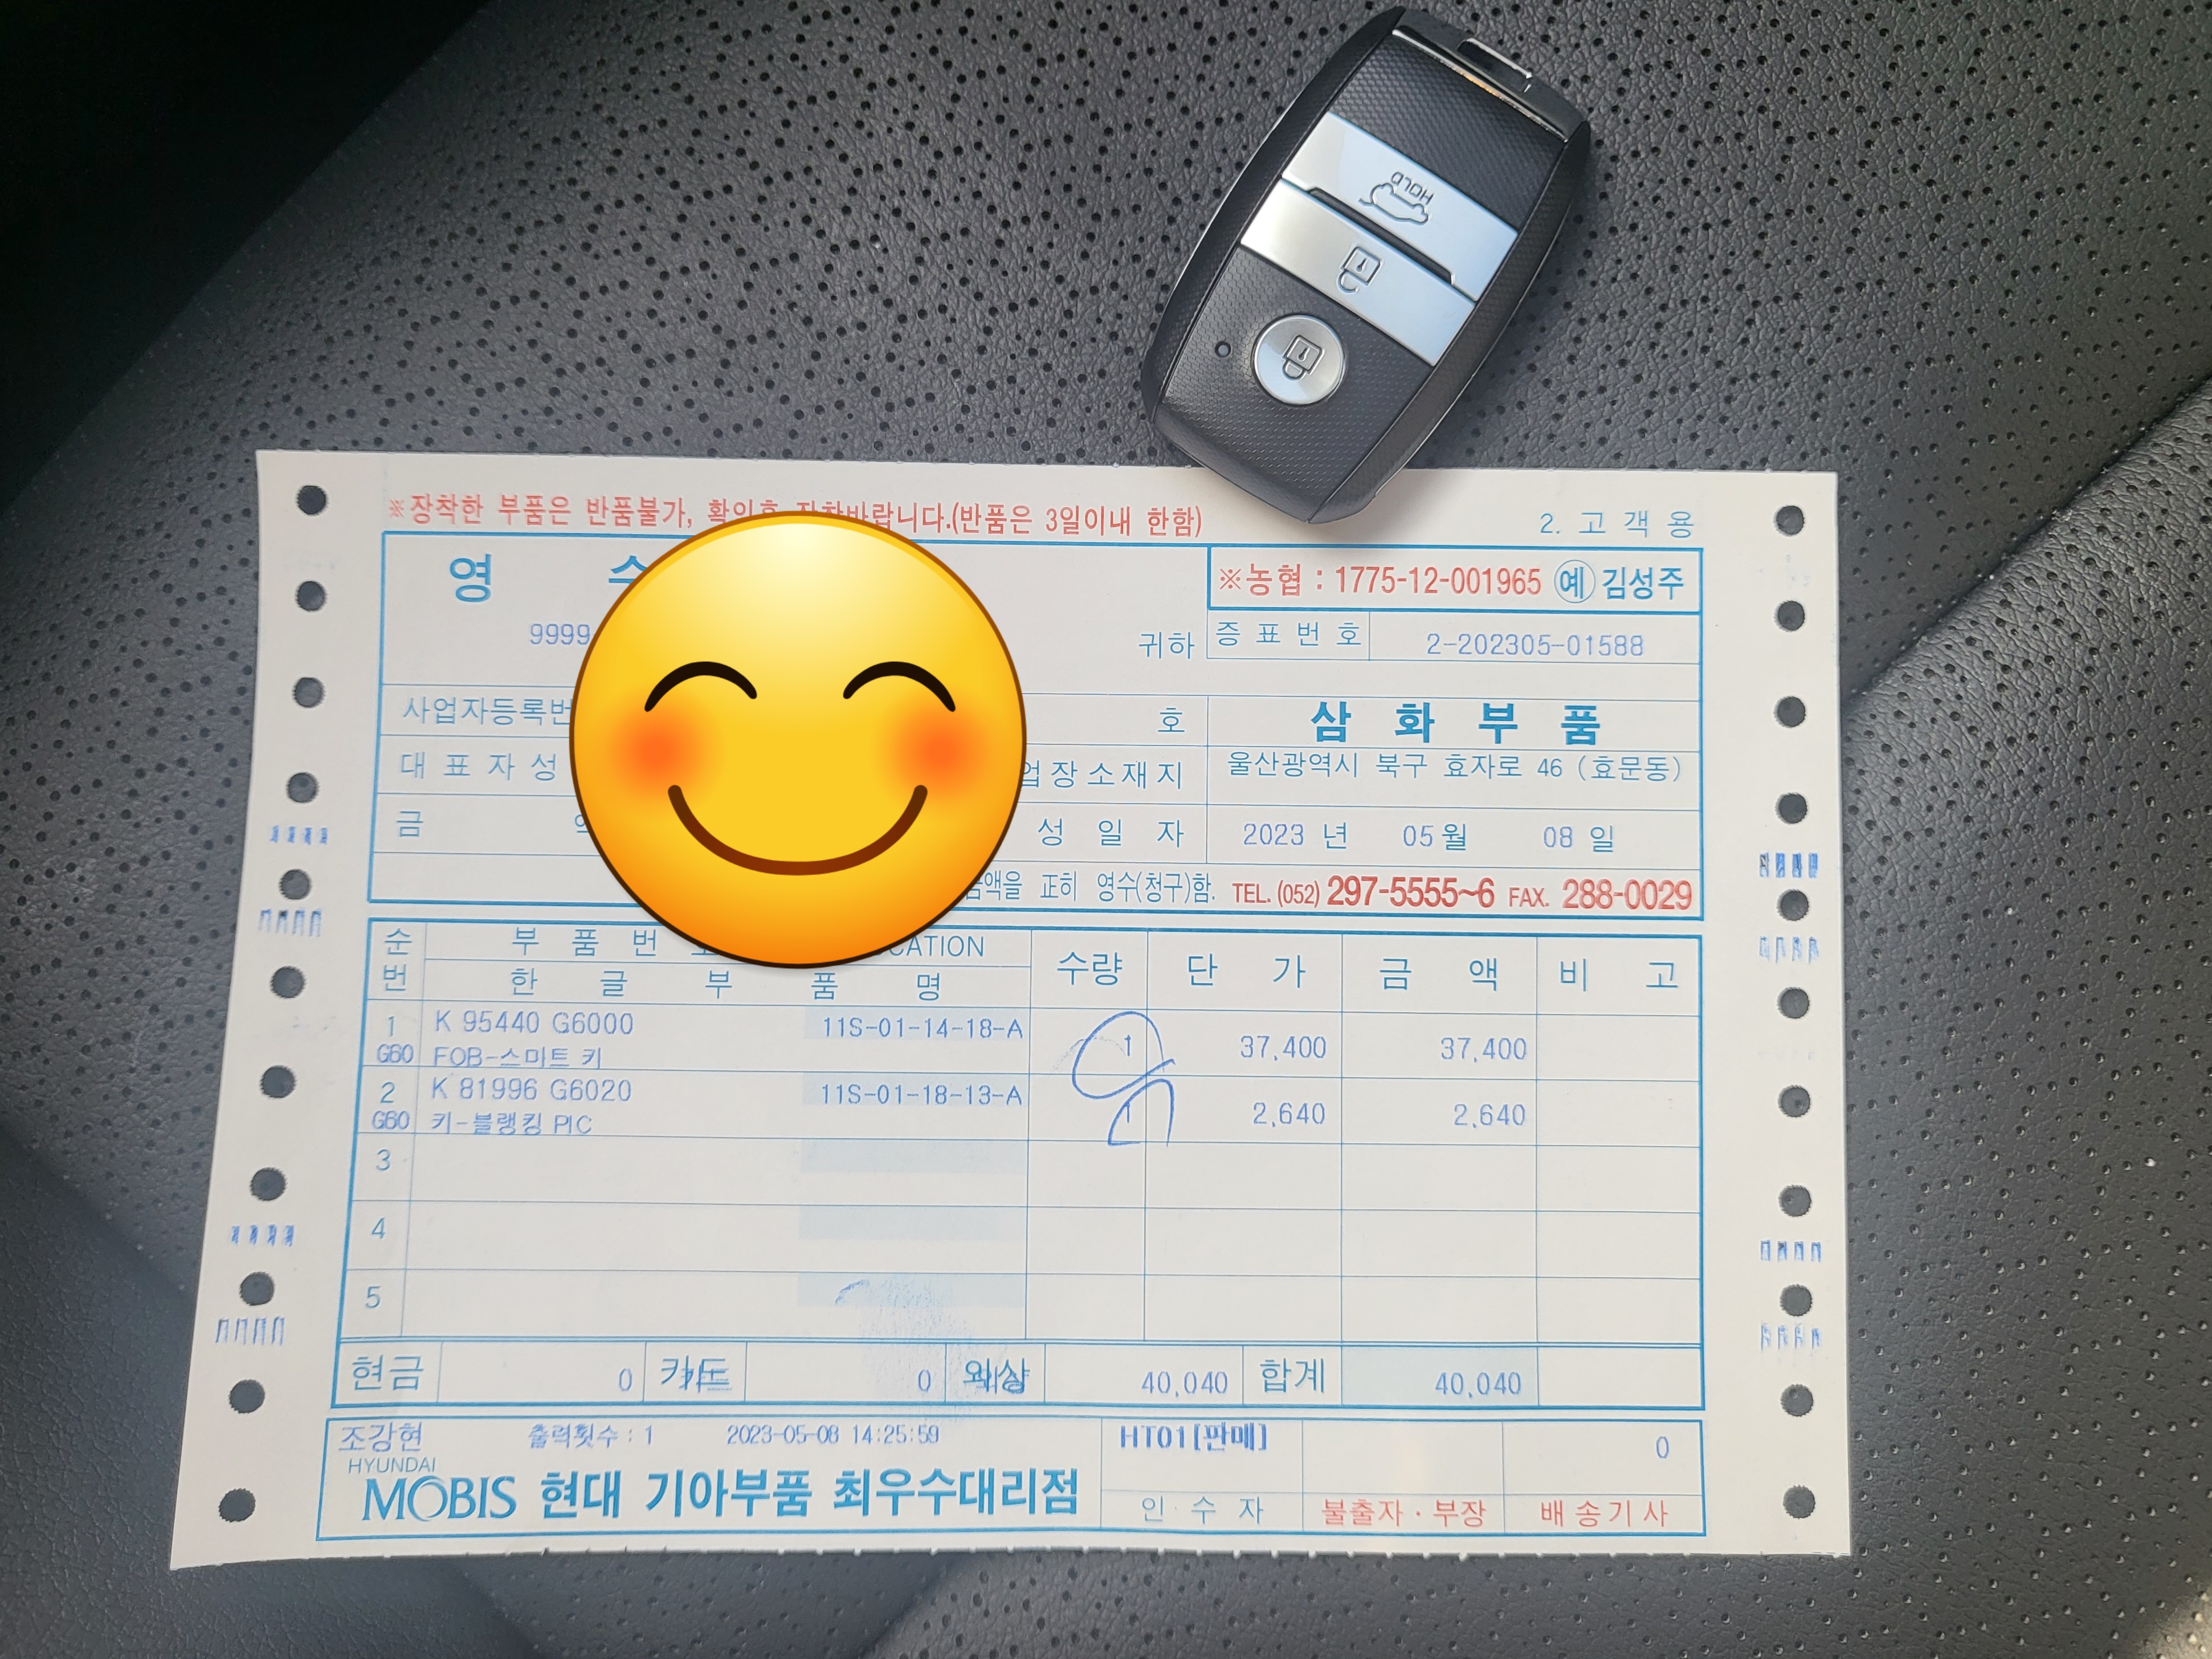 HOLD
※장착한 부품은 반품불가, 장착바랍니다.(반품은 3일이내 한함)
2. 고 객 용
영
※농협 : 1775-12-001965 예 김성주
9999
귀하
증 표 번 호
2-202305-01588
사업자등록번
호
삼 화 부 품
대 표 자 성
업장소재지
울산광역시 북구 효자로 46 (효문동)
금
성 일 자
2023 년 05 월 08 일
금액을 正히 영수(청구)함.
TEL. (052) 297-5555~6 FAX. 288-0029
순번
부 품 번
CATION
한 글 부 품 명
수량
단 가
금 액
비 고
1 K 95440 G6000 11S-01-14-18-A 1 37,400 37,400
G60 FOB-스마트 키
2 K 81996 G6020 11S-01-18-13-A 1 2,640 2,640
G60 키-블랭킹 PIC
3
4
5
현금 0 카드 0 외상 40,040 합계 40,040
조강현 출력횟수 : 1 2023-05-08 14:25:59 HT01[판매] 0
HYUNDAI
MOBIS 현대 기아부품 최우수대리점
인 수 자
불출자 · 부장
배 송 기 사